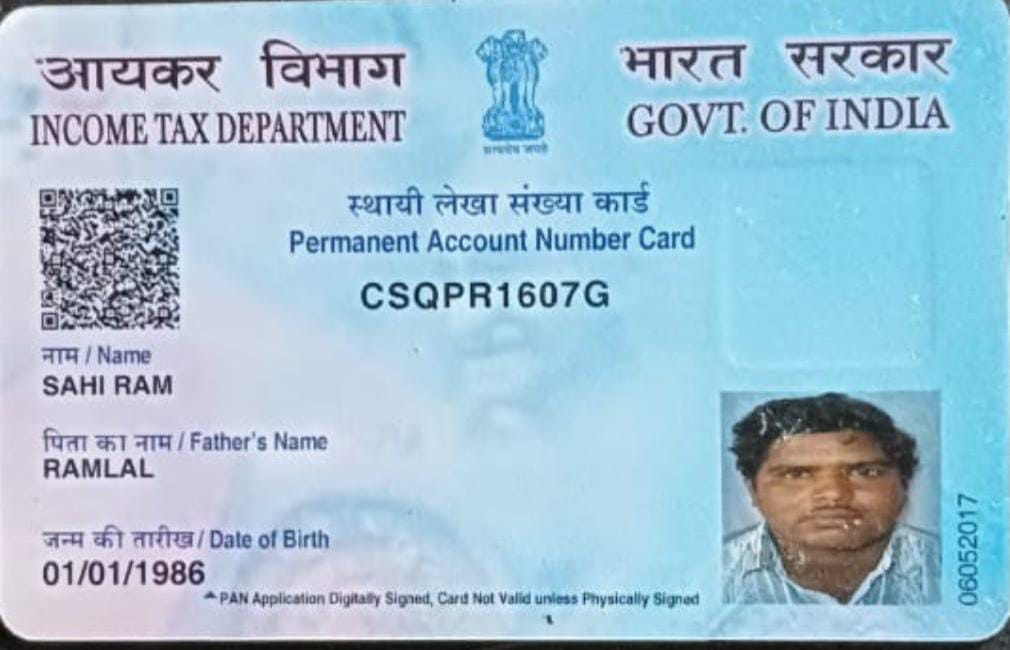 आयकर विभाग
INCOME TAX DEPARTMENT
भारत सरकार
GOVT. OF INDIA
सत्यमेव जयते
स्थायी लेखा संख्या कार्ड
Permanent Account Number Card
CSQPR1607G
नाम / Name
SAHI RAM
पिता का नाम / Father's Name
RAMLAL
जन्म की तारीख / Date of Birth
01/01/1986
PAN Application Digitally Signed, Card Not Valid unless Physically Signed
06052017